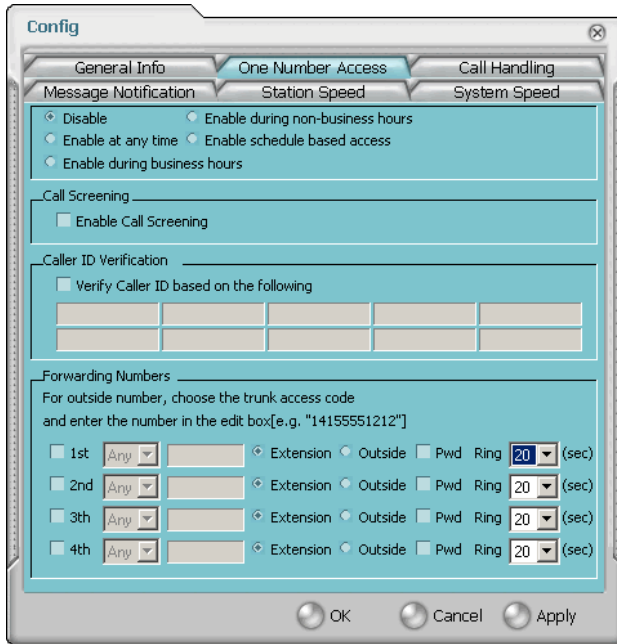 Config
General Info One Number Access Call Handling
Message Notification Station Speed System Speed
Disable Enable during non-business hours
Enable at any time Enable schedule based access
Enable during business hours
Call Screening
Enable Call Screening
Caller ID Verification
Verify Caller ID based on the following
Forwarding Numbers
For outside number, choose the trunk access code
and enter the number in the edit box[e.g. "14155551212"]
1st Any Extension Outside Pwd Ring 20 (sec)
2nd Any Extension Outside Pwd Ring 20 (sec)
3th Any Extension Outside Pwd Ring 20 (sec)
4th Any Extension Outside Pwd Ring 20 (sec)
OK Cancel Apply